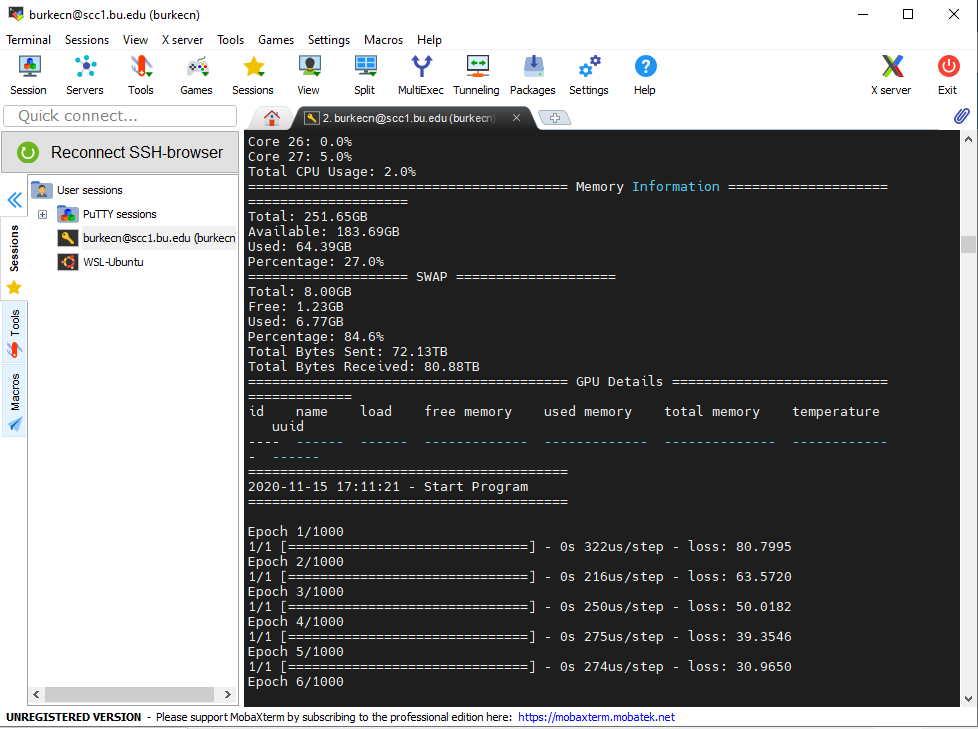 burkecn@scc1.bu.edu (burkecn)
Terminal Sessions View X server Tools Games Settings Macros Help
Session Servers Tools Games Sessions View Split MultiExec Tunneling Packages Settings Help X server Exit
Quick connect...
2. burkecn@scc1.bu.edu (burkecn)
Reconnect SSH-browser
User sessions
PuTTY sessions
burkecn@scc1.bu.edu (burkecn
WSL-Ubuntu
Sessions
Tools
Macros
Core 26: 0.0%
Core 27: 5.0%
Total CPU Usage: 2.0%
======================================== Memory Information ====================
====================
Total: 251.65GB
Available: 183.69GB
Used: 64.39GB
Percentage: 27.0%
==================== SWAP ====================
Total: 8.00GB
Free: 1.23GB
Used: 6.77GB
Percentage: 84.6%
Total Bytes Sent: 72.13TB
Total Bytes Received: 80.88TB
======================================== GPU Details ===========================
=============
id    name    load    free memory    used memory    total memory    temperature
   uuid
----  ------  ------  -------------  -------------  --------------  ------------
-  ------
========================================
2020-11-15 17:11:21 - Start Program
========================================
Epoch 1/1000
1/1 [==============================] - 0s 322us/step - loss: 80.7995
Epoch 2/1000
1/1 [==============================] - 0s 216us/step - loss: 63.5720
Epoch 3/1000
1/1 [==============================] - 0s 250us/step - loss: 50.0182
Epoch 4/1000
1/1 [==============================] - 0s 275us/step - loss: 39.3546
Epoch 5/1000
1/1 [==============================] - 0s 274us/step - loss: 30.9650
Epoch 6/1000
UNREGISTERED VERSION - Please support MobaXterm by subscribing to the professional edition here: https://mobaxterm.mobatek.net